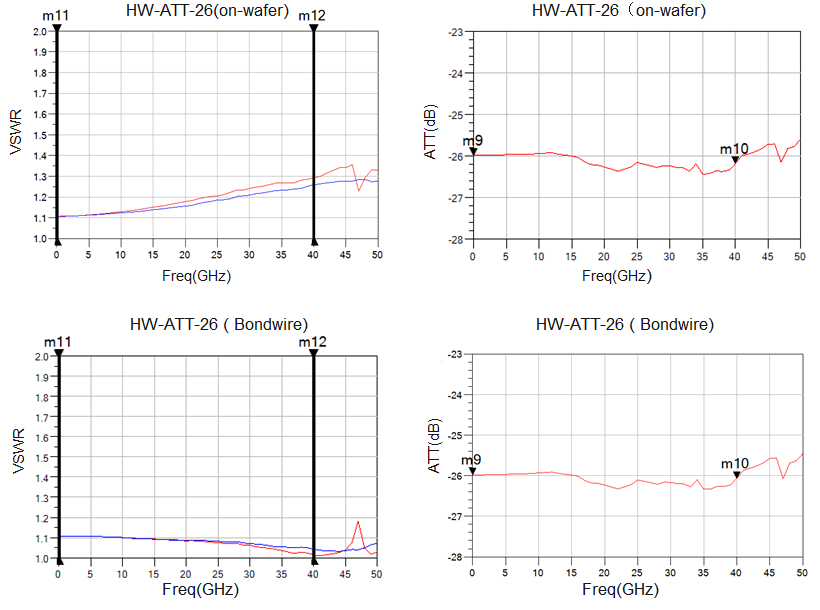 HW-ATT-26(on-wafer)
m11
m12
2.0
1.9
1.8
1.7
1.6
1.5
1.4
1.3
1.2
1.1
1.0
VSWR
0 5 10 15 20 25 30 35 40 45 50
Freq(GHz)
HW-ATT-26（on-wafer)
-23
-24
-25
-26
-27
-28
ATT(dB)
m9
m10
0 5 10 15 20 25 30 35 40 45 50
Freq(GHz)
HW-ATT-26 ( Bondwire)
m11
m12
2.0
1.9
1.8
1.7
1.6
1.5
1.4
1.3
1.2
1.1
1.0
VSWR
0 5 10 15 20 25 30 35 40 45 50
Freq(GHz)
HW-ATT-26 ( Bondwire)
-23
-24
-25
-26
-27
-28
ATT(dB)
m9
m10
0 5 10 15 20 25 30 35 40 45 50
Freq(GHz)